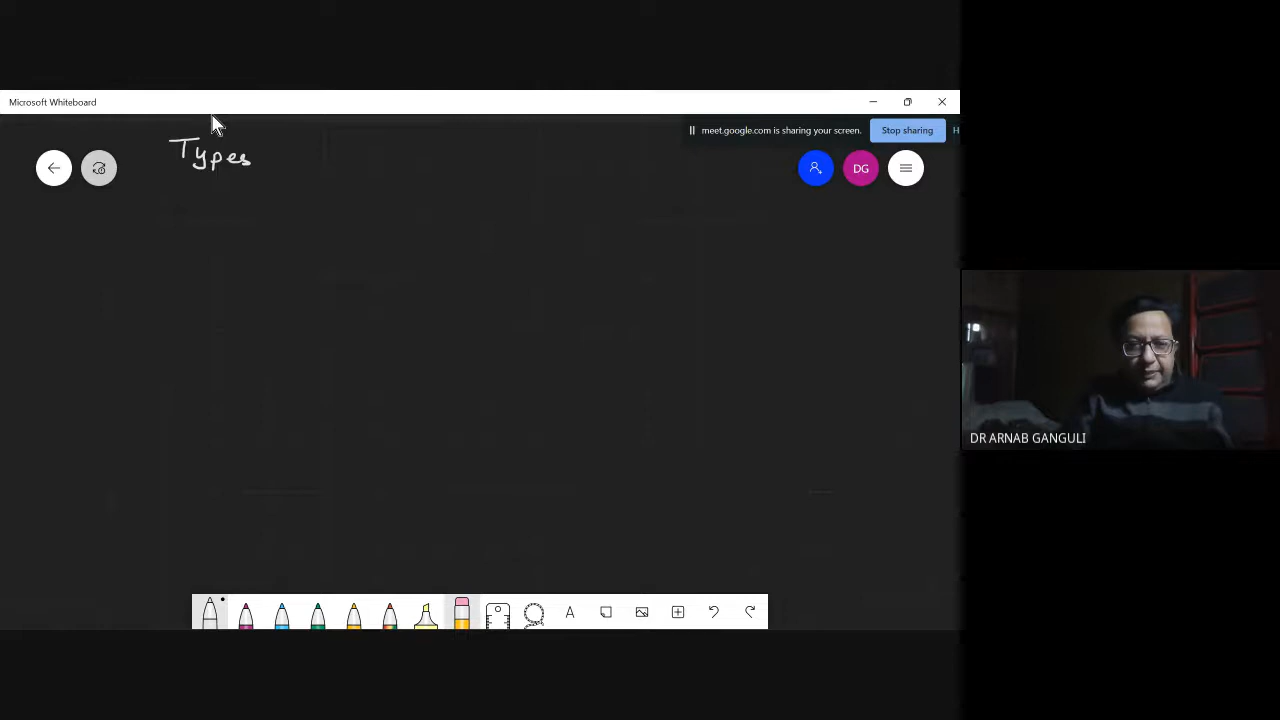 Microsoft Whiteboard
meet.google.com is sharing your screen.
Stop sharing
H
Types
DG
A
DR ARNAB GANGULI